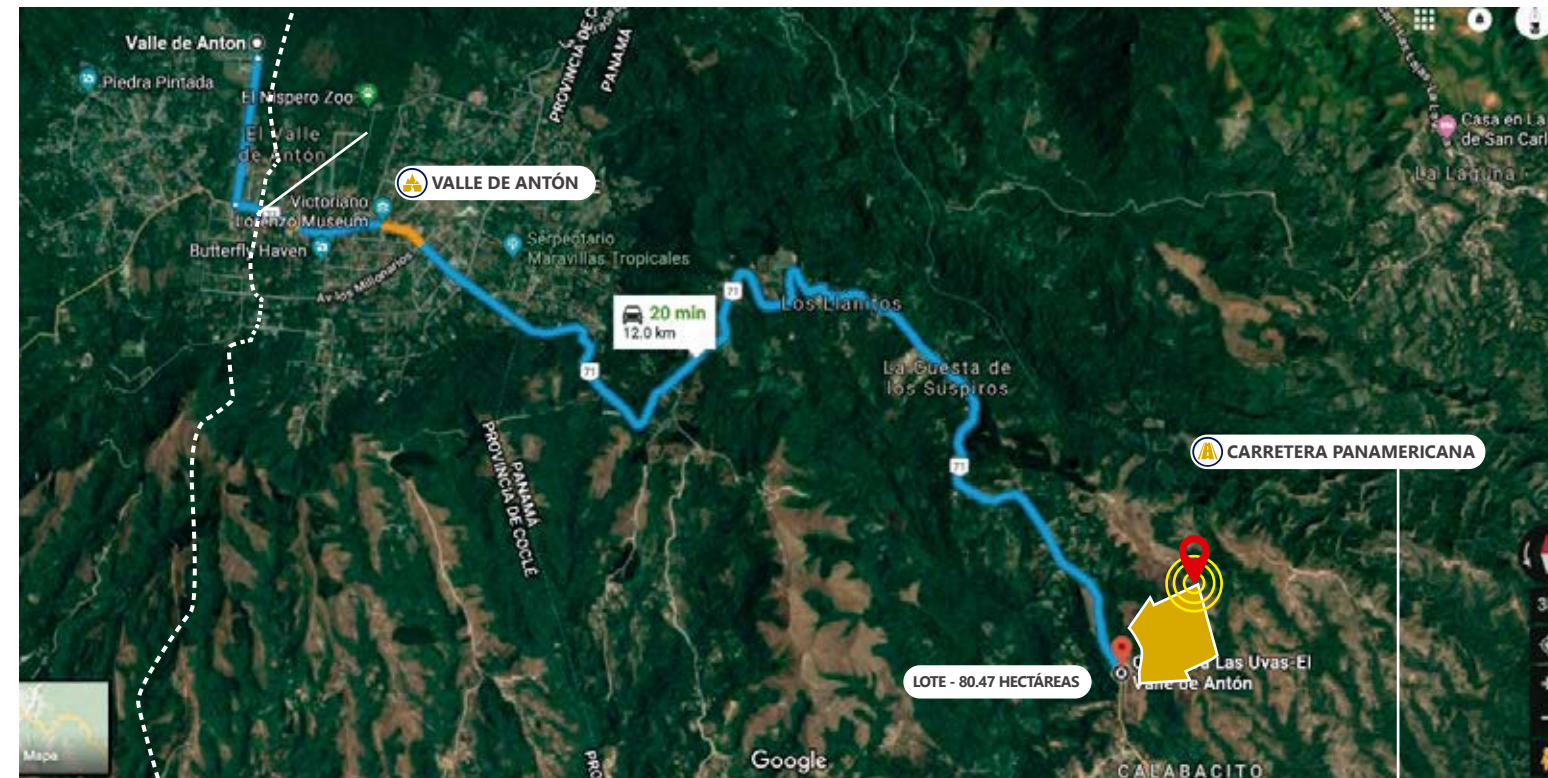 Valle de Anton
Piedra Pintada
El Nispero Zoo
El Valle
de Antón
VALLE DE ANTÓN
Victoriano
Lorenzo Museum
Butterfly Haven
Av los Millonarios
Serpentario
Maravillas Tropicales
PROVINCIA DE C
PANAMÁ
20 min
12.0 km
71
Los Llanitos
71
La Cuesta de
los Suspiros
71
PANAMÁ
PROVINCIA DE COCLÉ
Casa en La
de San Carl
La Laguna
CARRETERA PANAMERICANA
LOTE - 80.47 HECTÁREAS
Las Uvas-El
Valle de Antón
CALABACITO
PRO
Mapa
Google
3